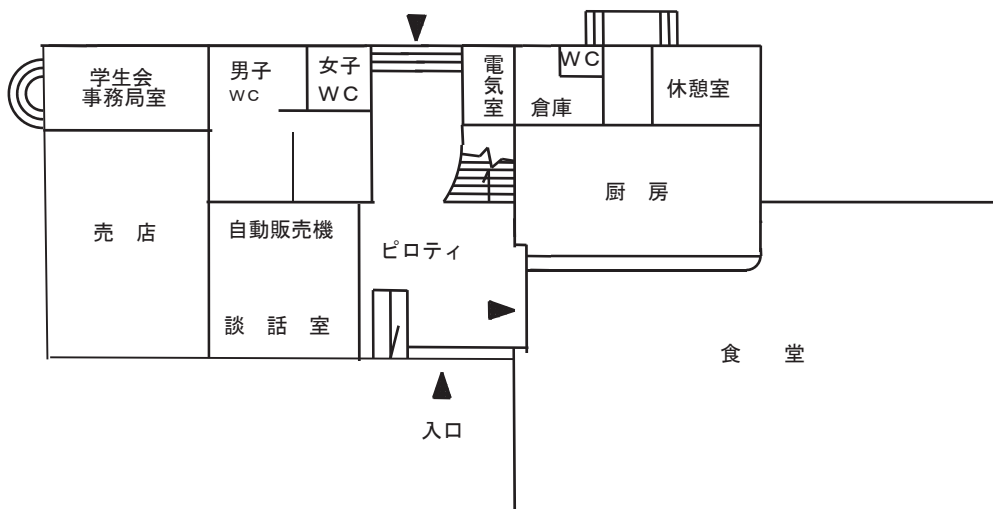 学生会
事務局室
男子
WC
女子
WC
電気室
WC
倉庫
休憩室
厨房
売店
自動販売機
ピロティ
談話室
食堂
入口